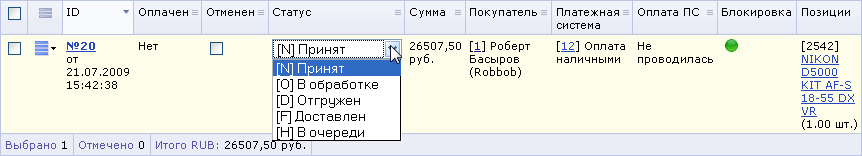 ID Оплачен Отменен Статус Сумма Покупатель Платежная система Оплата ПС Блокировка Позиции
№20
от
21.07.2009
15:42:38
Нет
[N] Принят
[N] Принят
[O] В обработке
[D] Отгружен
[F] Доставлен
[H] В очереди
26507,50
руб.
[1] Роберт
Басыров
(Robbob)
[12] Оплата
наличными
Не
проводилась
[2542]
NIKON
D5000
KIT AF-S
18-55 DX
VR
(1.00 шт.)
Выбрано 1 Отмечено 0 Итого RUB: 26507,50 руб.